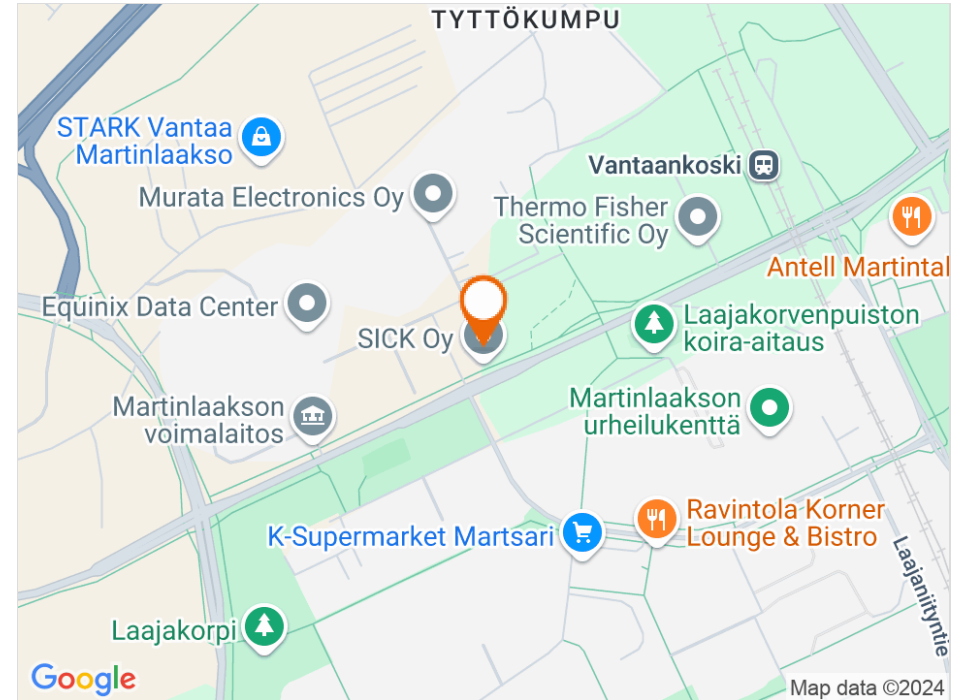 TYTTÖKUMPU
STARK Vantaa
Martinlaakso
Vantaankoski
Murata Electronics Oy
Thermo Fisher
Scientific Oy
Antell Martintal
Equinix Data Center
SICK Oy
Laajakorvenpuiston
koira-aitaus
Martinlaakson
voimalaitos
Martinlaakson
urheilukenttä
K-Supermarket Martsari
Ravintola Korner
Lounge & Bistro
Laajaniityntie
Laajakorpi
Google
Map data ©2024